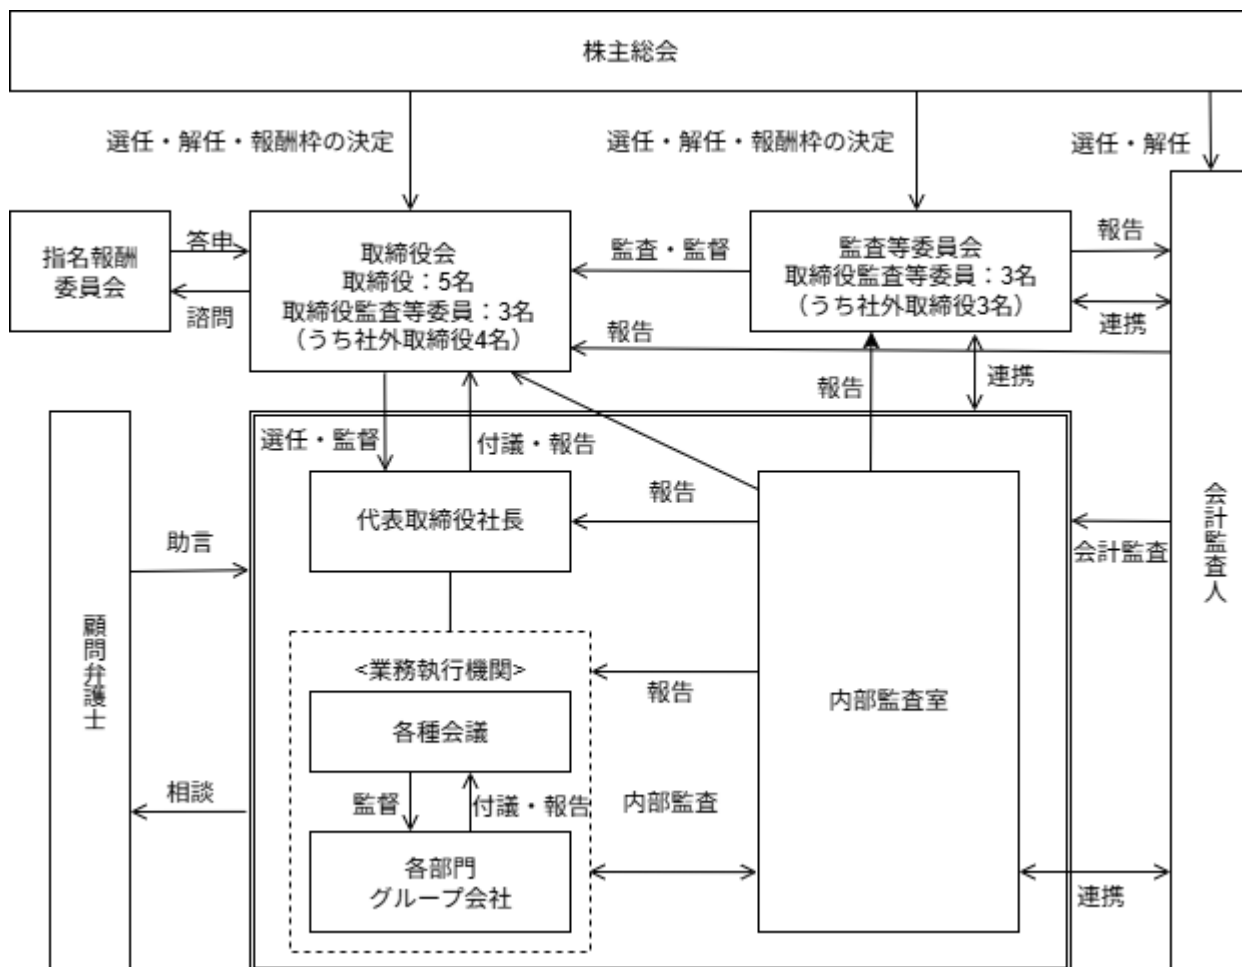 株主総会
選任・解任・報酬枠の決定
選任・解任・報酬枠の決定
選任・解任
指名報酬
委員会
答申
諮問
取締役会
取締役：5名
取締役監査等委員：3名
（うち社外取締役4名）
監査・監督
監査等委員会
取締役監査等委員：3名
（うち社外取締役3名）
報告
連携
報告
連携
報告
選任・監督
付議・報告
代表取締役社長
報告
会計監査人
会計監査
助言
顧問弁護士
<業務執行機関>
報告
内部監査室
各種会議
監督
付議・報告
内部監査
相談
各部門
グループ会社
連携